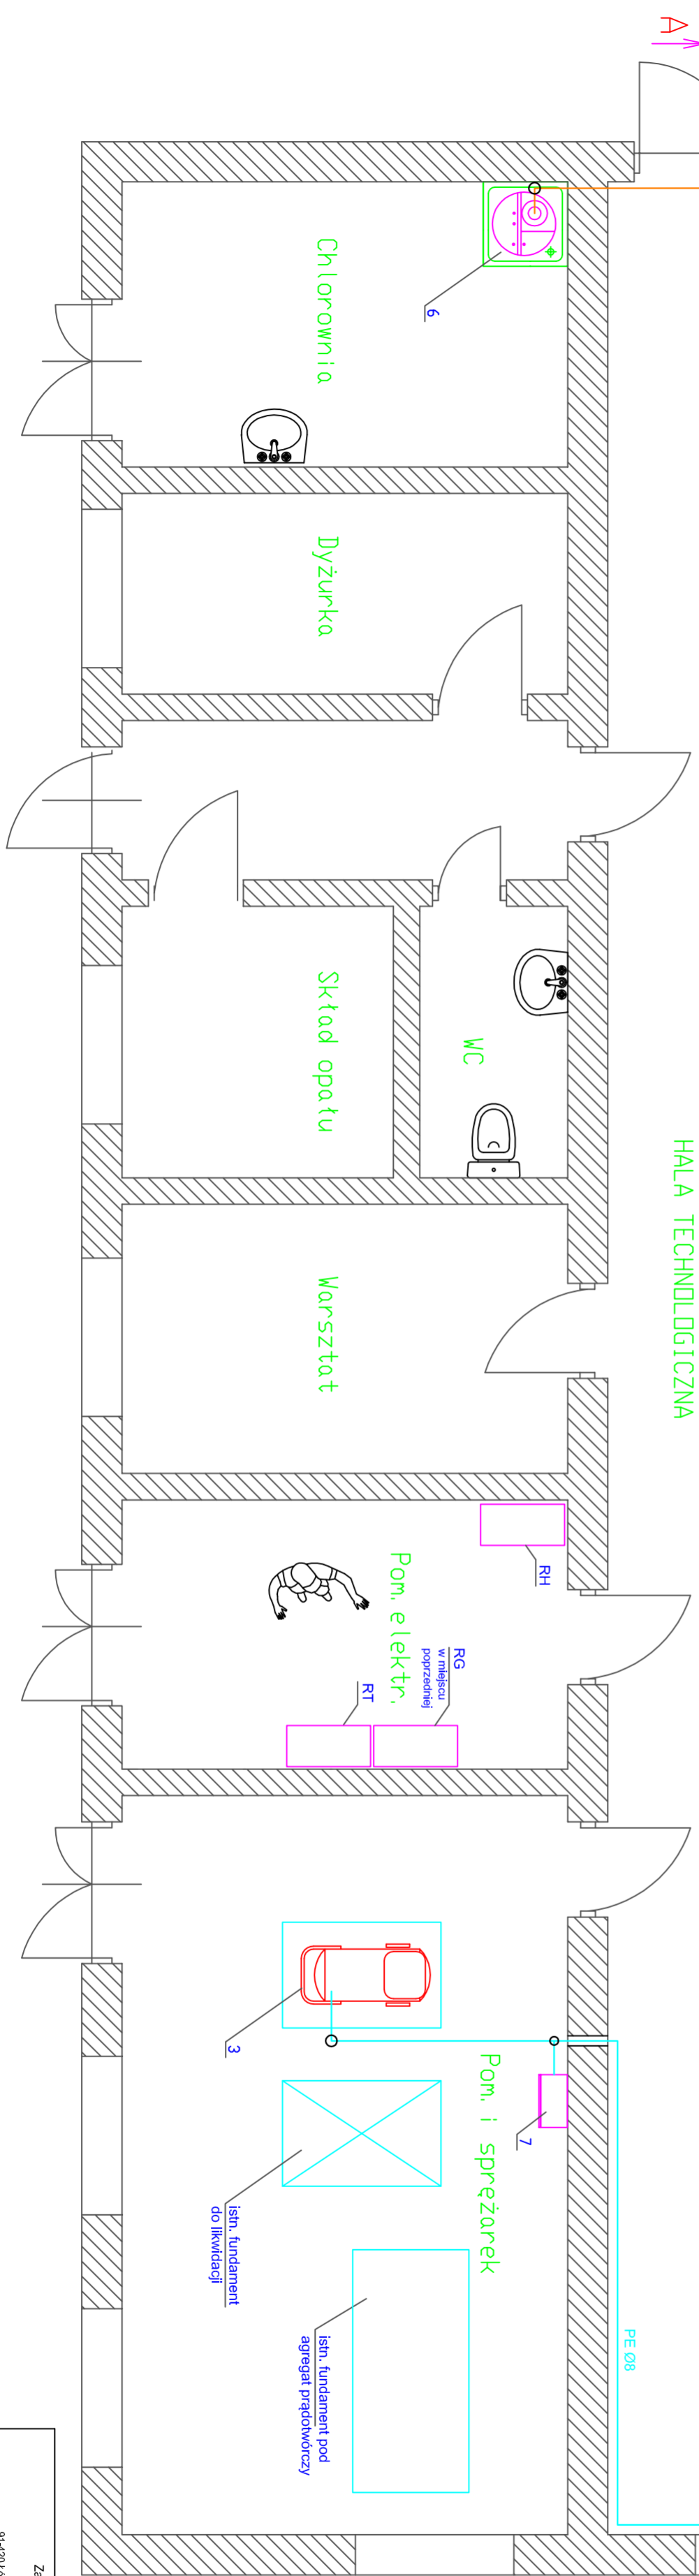 A
HALA TECHNOLOGICZNA
Chlorownia
6
Dyżurka
Skład opału
WC
Warsztat
Pom. elektr.
RH
RG
w miejscu
poprzedniej
RT
Pom. i sprężarek
3
7
istn. fundament
do likwidacji
istn. fundament pod
agregat prądotwórczy
PE Ø8